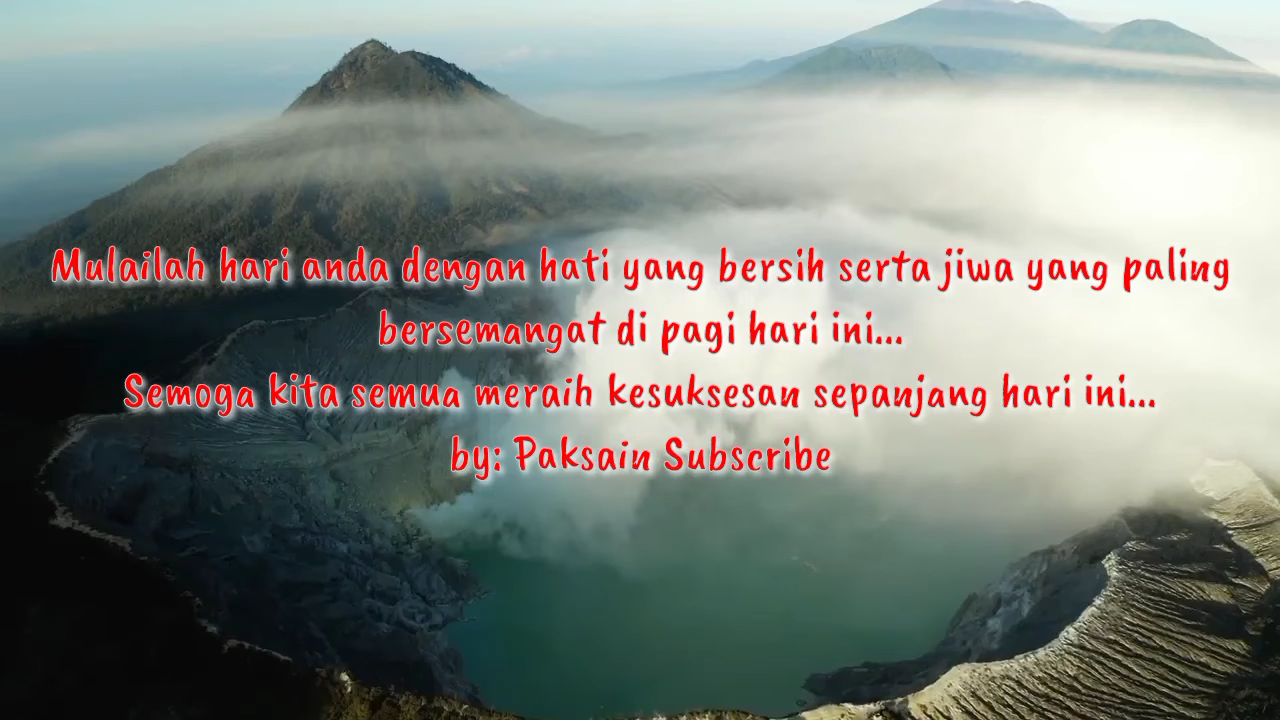 Mulailah hari anda dengan hati yang bersih serta jiwa yang paling
bersemangat di pagi hari ini...
Semoga kita semua meraih kesuksesan sepanjang hari ini...
by: Paksain Subscribe